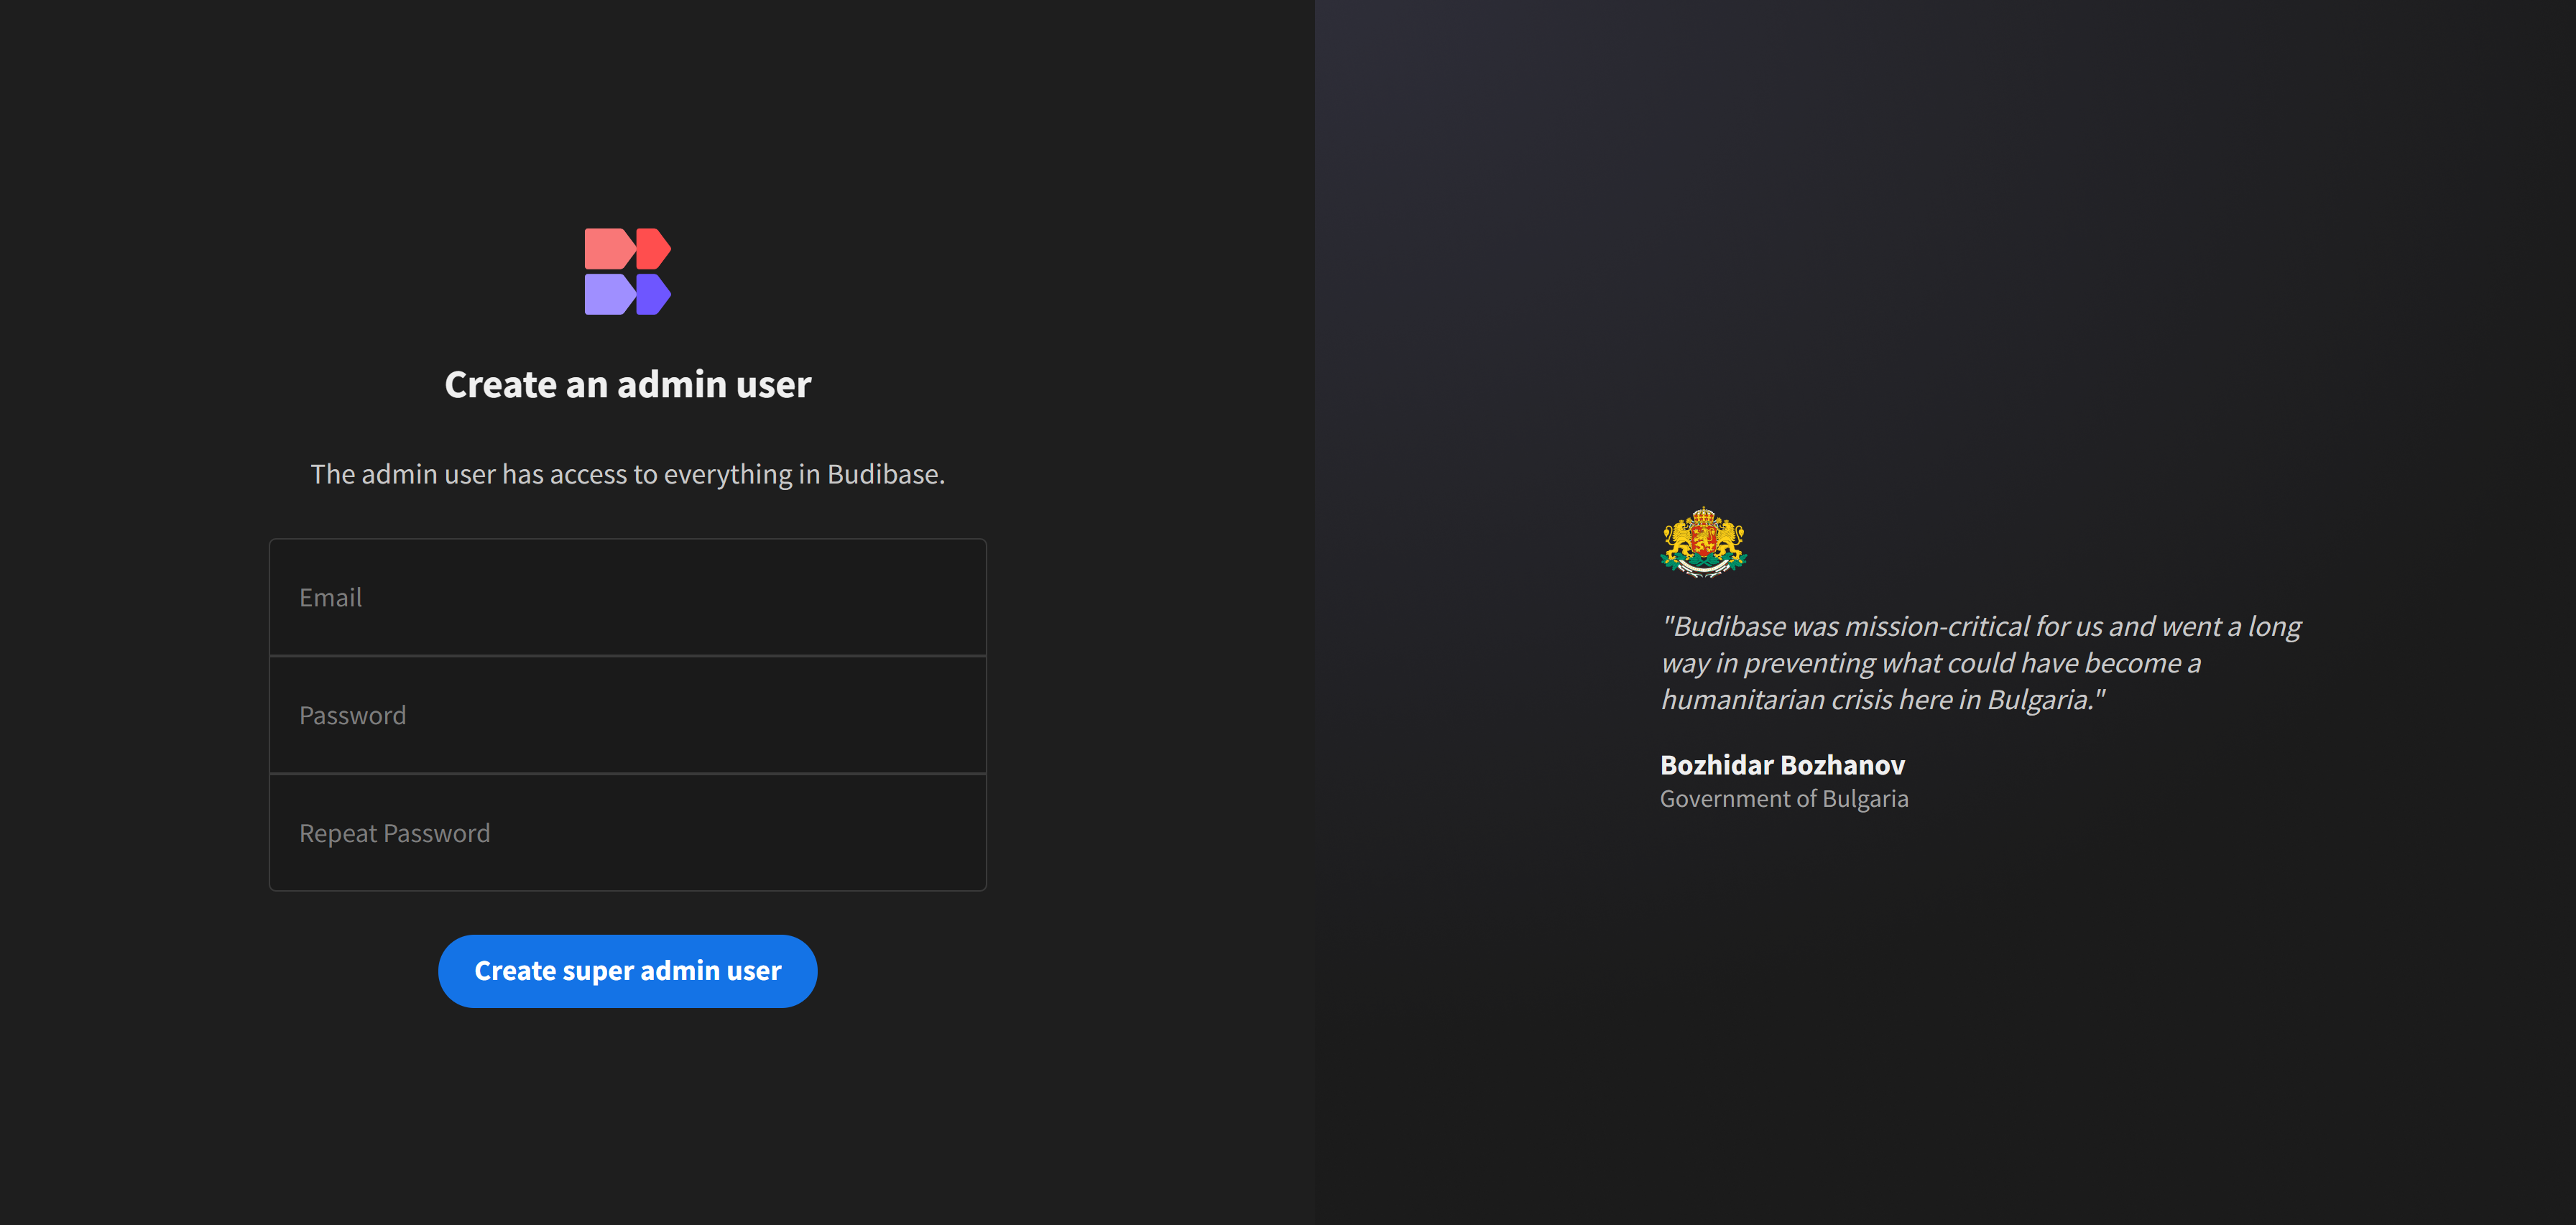 Create an admin user
The admin user has access to everything in Budibase.
Email
Password
Repeat Password
Create super admin user
"Budibase was mission-critical for us and went a long
way in preventing what could have become a
humanitarian crisis here in Bulgaria."
Bozhidar Bozhanov
Government of Bulgaria